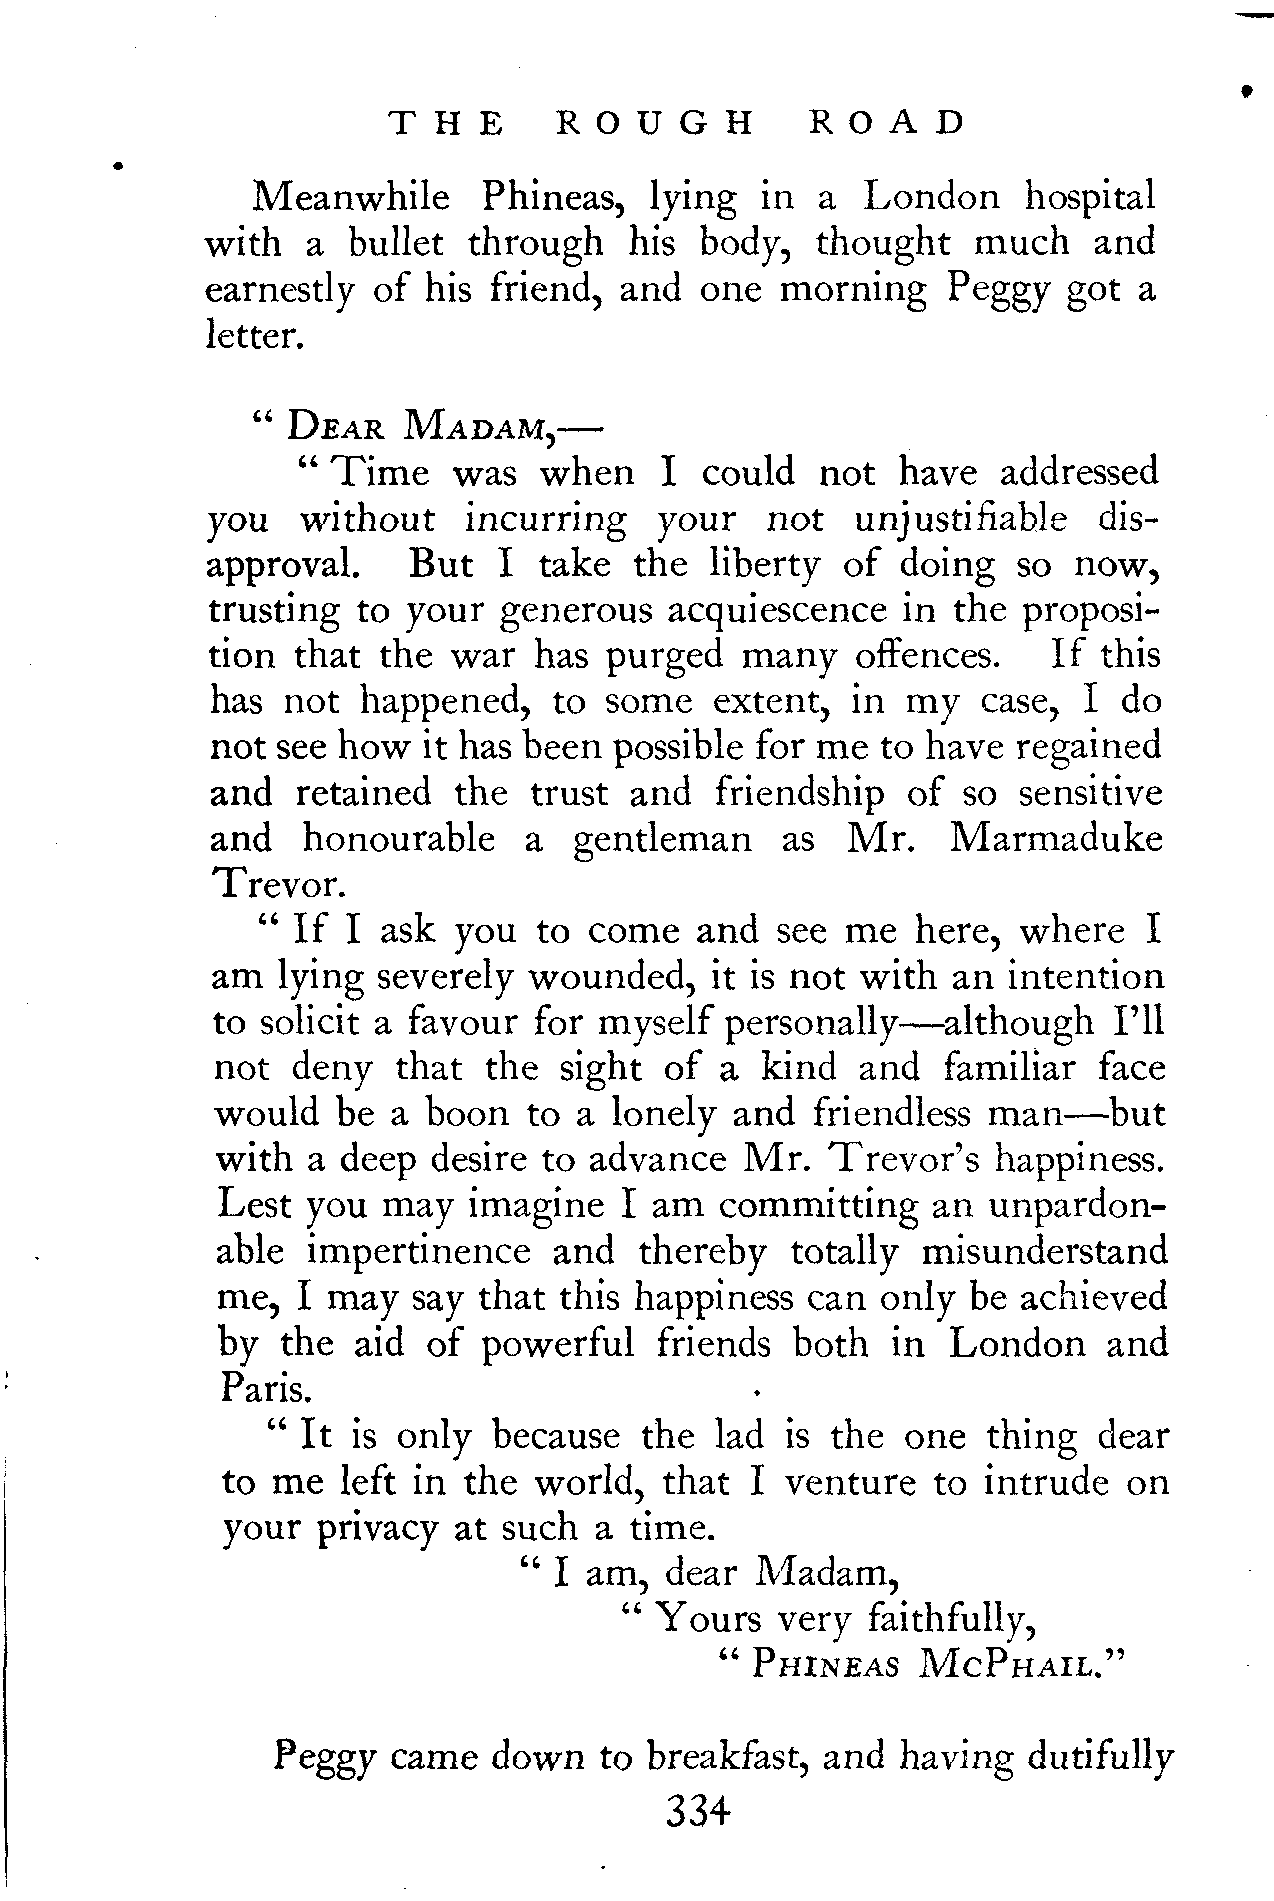 THE ROUGH ROAD
Meanwhile Phineas, lying in a London hospital
with a bullet through his body, thought much and
earnestly of his friend, and one morning Peggy got a
letter.
“ DEAR MADAM,—
“ Time was when I could not have addressed
you without incurring your not unjustifiable dis-
approval. But I take the liberty of doing so now,
trusting to your generous acquiescence in the proposi-
tion that the war has purged many offences. If this
has not happened, to some extent, in my case, I do
not see how it has been possible for me to have regained
and retained the trust and friendship of so sensitive
and honourable a gentleman as Mr. Marmaduke
Trevor.
“ If I ask you to come and see me here, where I
am lying severely wounded, it is not with an intention
to solicit a favour for myself personally—although I’ll
not deny that the sight of a kind and familiar face
would be a boon to a lonely and friendless man—but
with a deep desire to advance Mr. Trevor’s happiness.
Lest you may imagine I am committing an unpardon-
able impertinence and thereby totally misunderstand
me, I may say that this happiness can only be achieved
by the aid of powerful friends both in London and
Paris.
“ It is only because the lad is the one thing dear
to me left in the world, that I venture to intrude on
your privacy at such a time.
“ I am, dear Madam,
“ Yours very faithfully,
“ PHINEAS MCPHAIL.”
Peggy came down to breakfast, and having dutifully
334